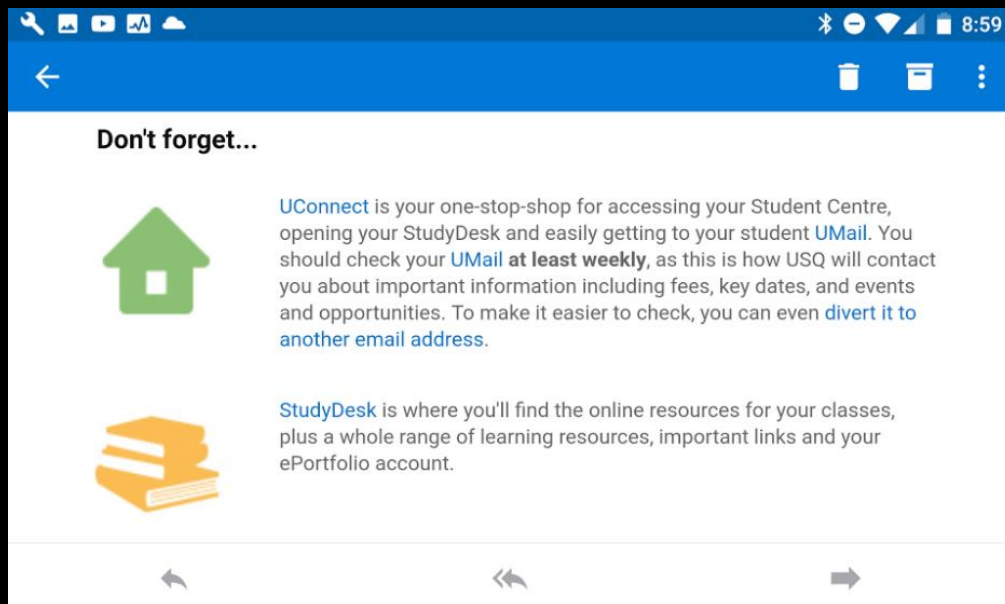 8:59
Don't forget...
UConnect is your one-stop-shop for accessing your Student Centre,
opening your StudyDesk and easily getting to your student UMail. You
should check your UMail at least weekly, as this is how USQ will contact
you about important information including fees, key dates, and events
and opportunities. To make it easier to check, you can even divert it to
another email address.
StudyDesk is where you'll find the online resources for your classes,
plus a whole range of learning resources, important links and your
ePortfolio account.